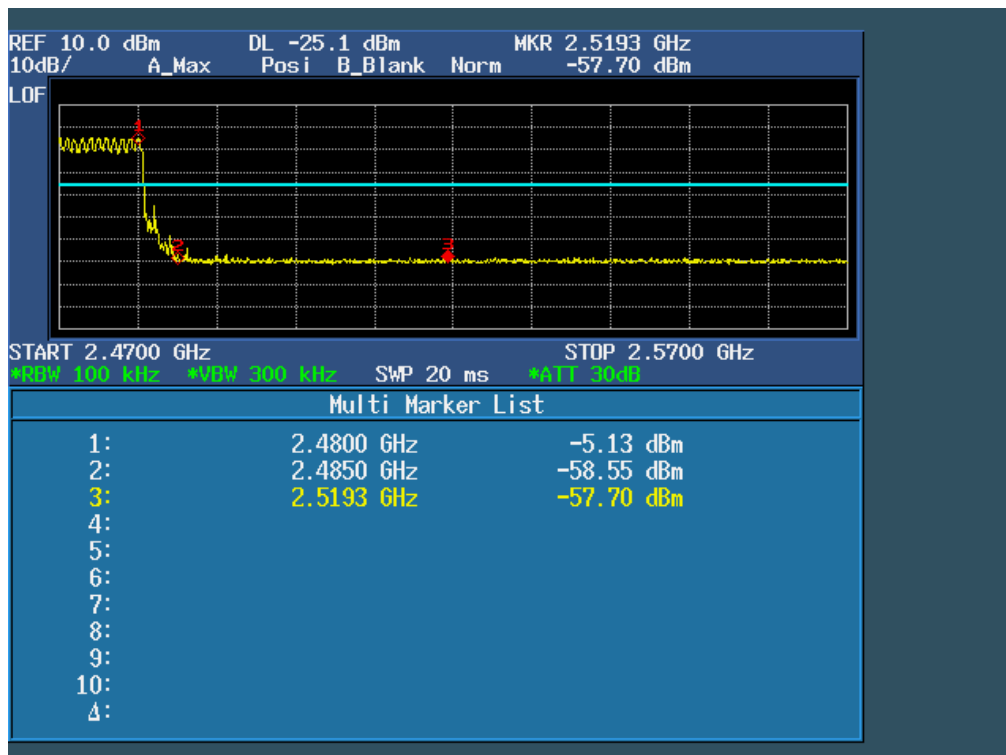 REF 10.0 dBm DL -25.1 dBm MKR 2.5193 GHz
10dB/ A_Max Posi B_Blank Norm -57.70 dBm
LOF
1
2
3
START 2.4700 GHz STOP 2.5700 GHz
*RBW 100 kHz *VBW 300 kHz SWP 20 ms *ATT 30dB
Multi Marker List
1: 2.4800 GHz -5.13 dBm
2: 2.4850 GHz -58.55 dBm
3: 2.5193 GHz -57.70 dBm
4:
5:
6:
7:
8:
9:
10:
Δ: